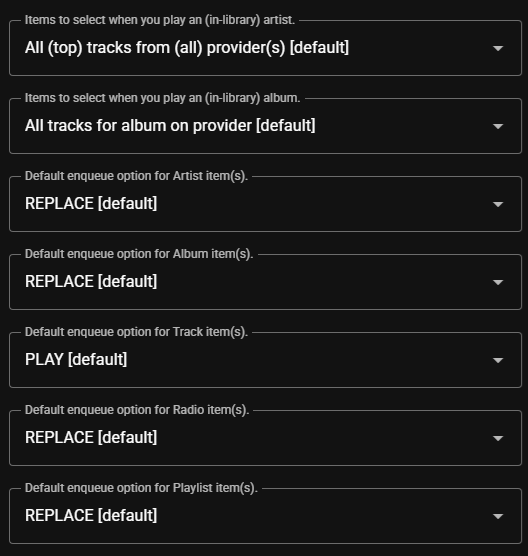 Items to select when you play an (in-library) artist.
All (top) tracks from (all) provider(s) [default]
Items to select when you play an (in-library) album.
All tracks for album on provider [default]
Default enqueue option for Artist item(s).
REPLACE [default]
Default enqueue option for Album item(s).
REPLACE [default]
Default enqueue option for Track item(s).
PLAY [default]
Default enqueue option for Radio item(s).
REPLACE [default]
Default enqueue option for Playlist item(s).
REPLACE [default]